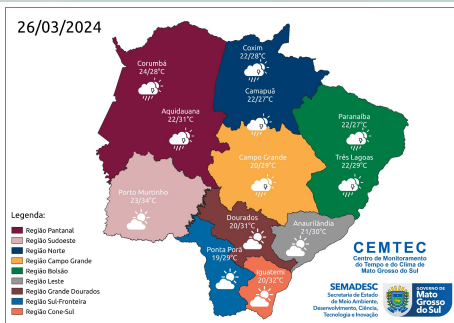 26/03/2024
Corumbá
24/28°C
Coxim
22/28°C
Camapuã
22/27°C
Aquidauana
22/31°C
Paranaíba
22/27°C
Campo Grande
20/29°C
Três Lagoas
22/29°C
Porto Murtinho
23/34°C
Dourados
20/31°C
Anaurilândia
21/30°C
Ponta Porã
19/29°C
Iguatemi
20/32°C
Legenda:
Região Pantanal
Região Sudoeste
Região Norte
Região Campo Grande
Região Bolsão
Região Leste
Região Grande Dourados
Região Sul-Fronteira
Região Cone-Sul
CEMTEC
Centro de Monitoramento
do Tempo e do Clima de
Mato Grosso do Sul
SEMADESC
Secretaria de Estado
de Meio Ambiente,
Desenvolvimento, Ciência,
Tecnologia e Inovação
GOVERNO DE
Mato
Grosso
do Sul